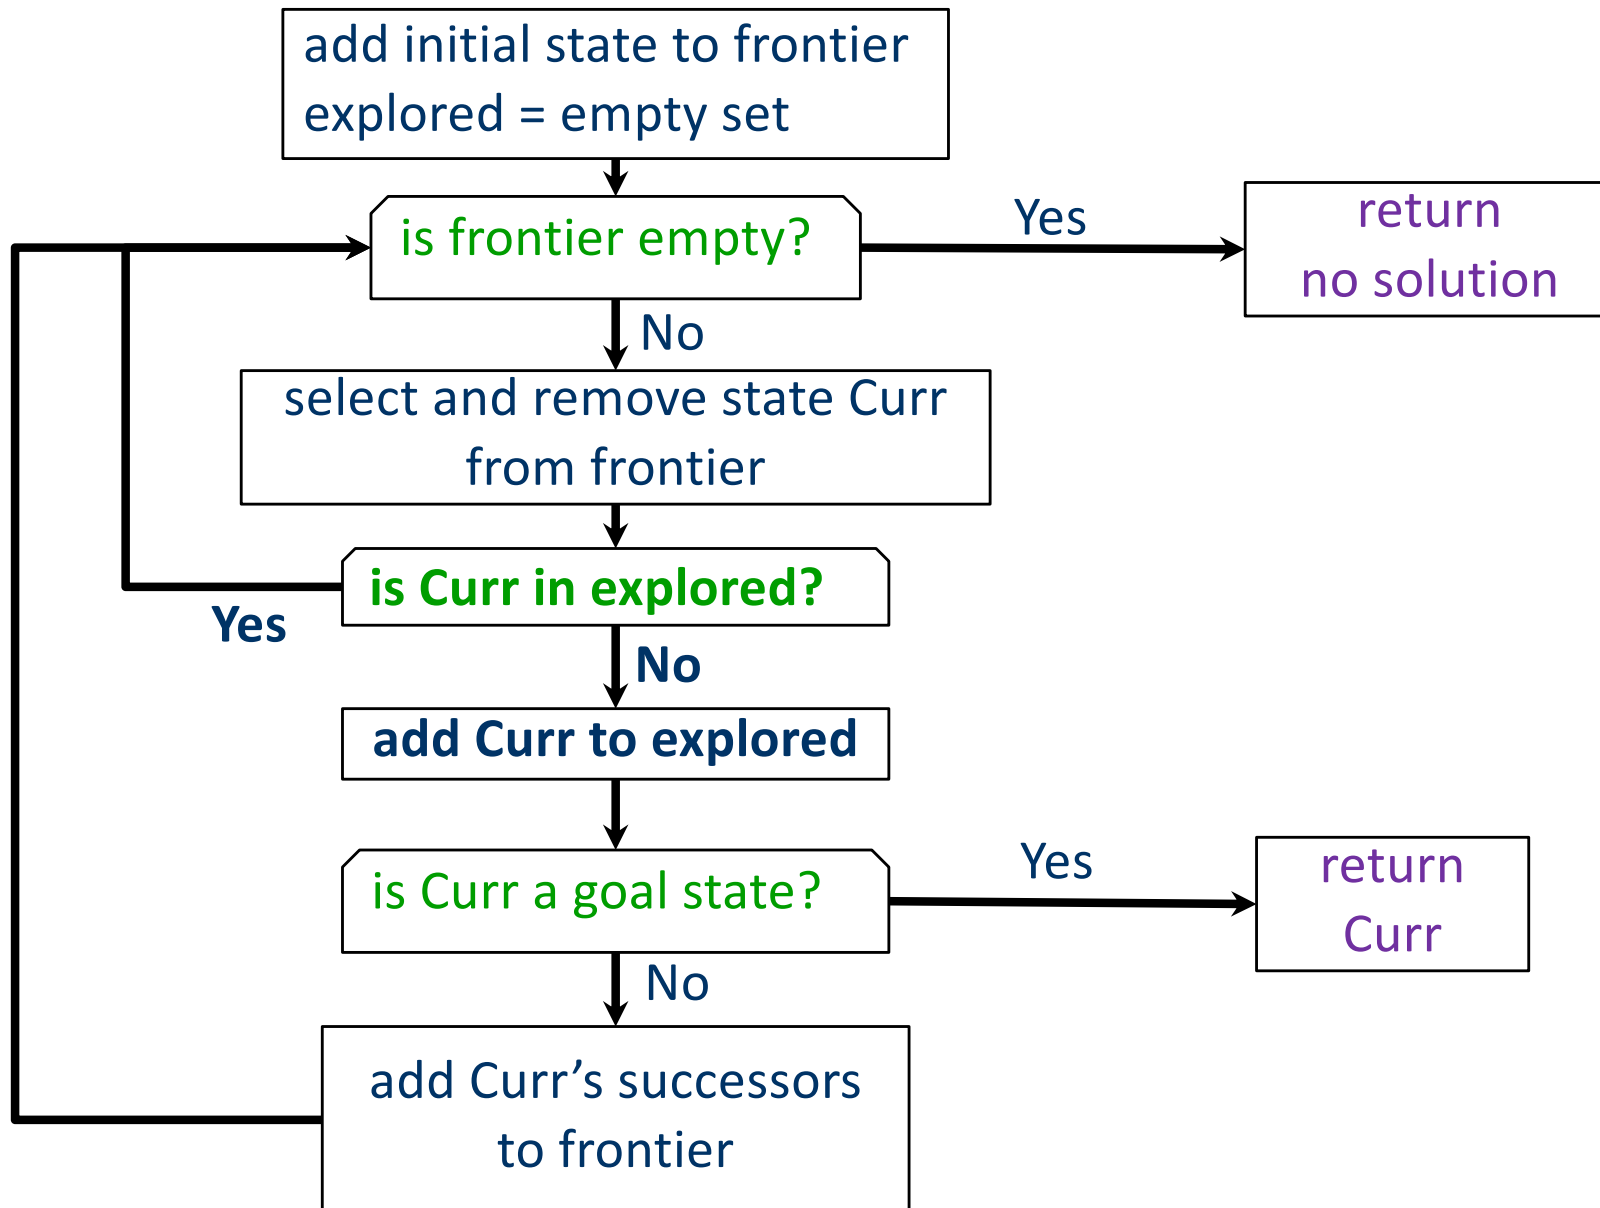 add initial state to frontier
explored = empty set
is frontier empty?
Yes
return
no solution
No
select and remove state Curr
from frontier
is Curr in explored?
Yes
No
add Curr to explored
is Curr a goal state?
Yes
return
Curr
No
add Curr’s successors
to frontier